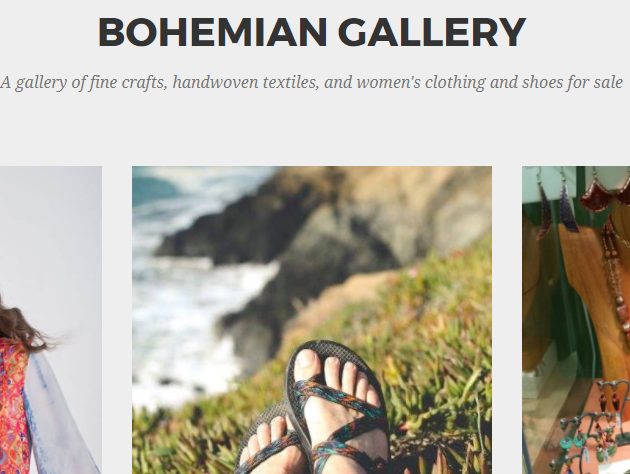 BOHEMIAN GALLERY
A gallery of fine crafts, handwoven textiles, and women's clothing and shoes for sale